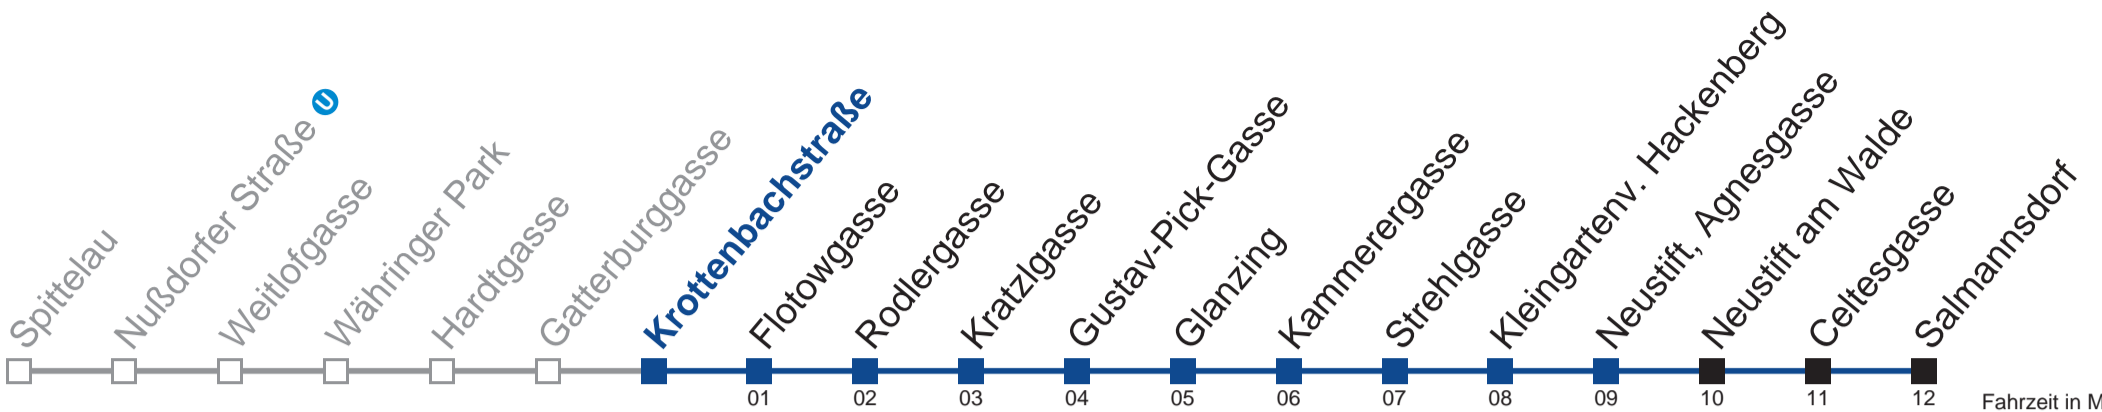 Spittelau
Nußdorfer Straße U
Weitlofgasse
Währinger Park
Hardtgasse
Gatterburggasse
Krottenbachstraße
Flotowgasse
Rodlergasse
Kratzlgasse
Gustav-Pick-Gasse
Glanzing
Kammerergasse
Strehlgasse
Kleingartenv. Hackenberg
Neustift, Agnesgasse
Neustift am Walde
Celtesgasse
Salmannsdorf
01 02 03 04 05 06 07 08 09 10 11 12 Fahrzeit in M